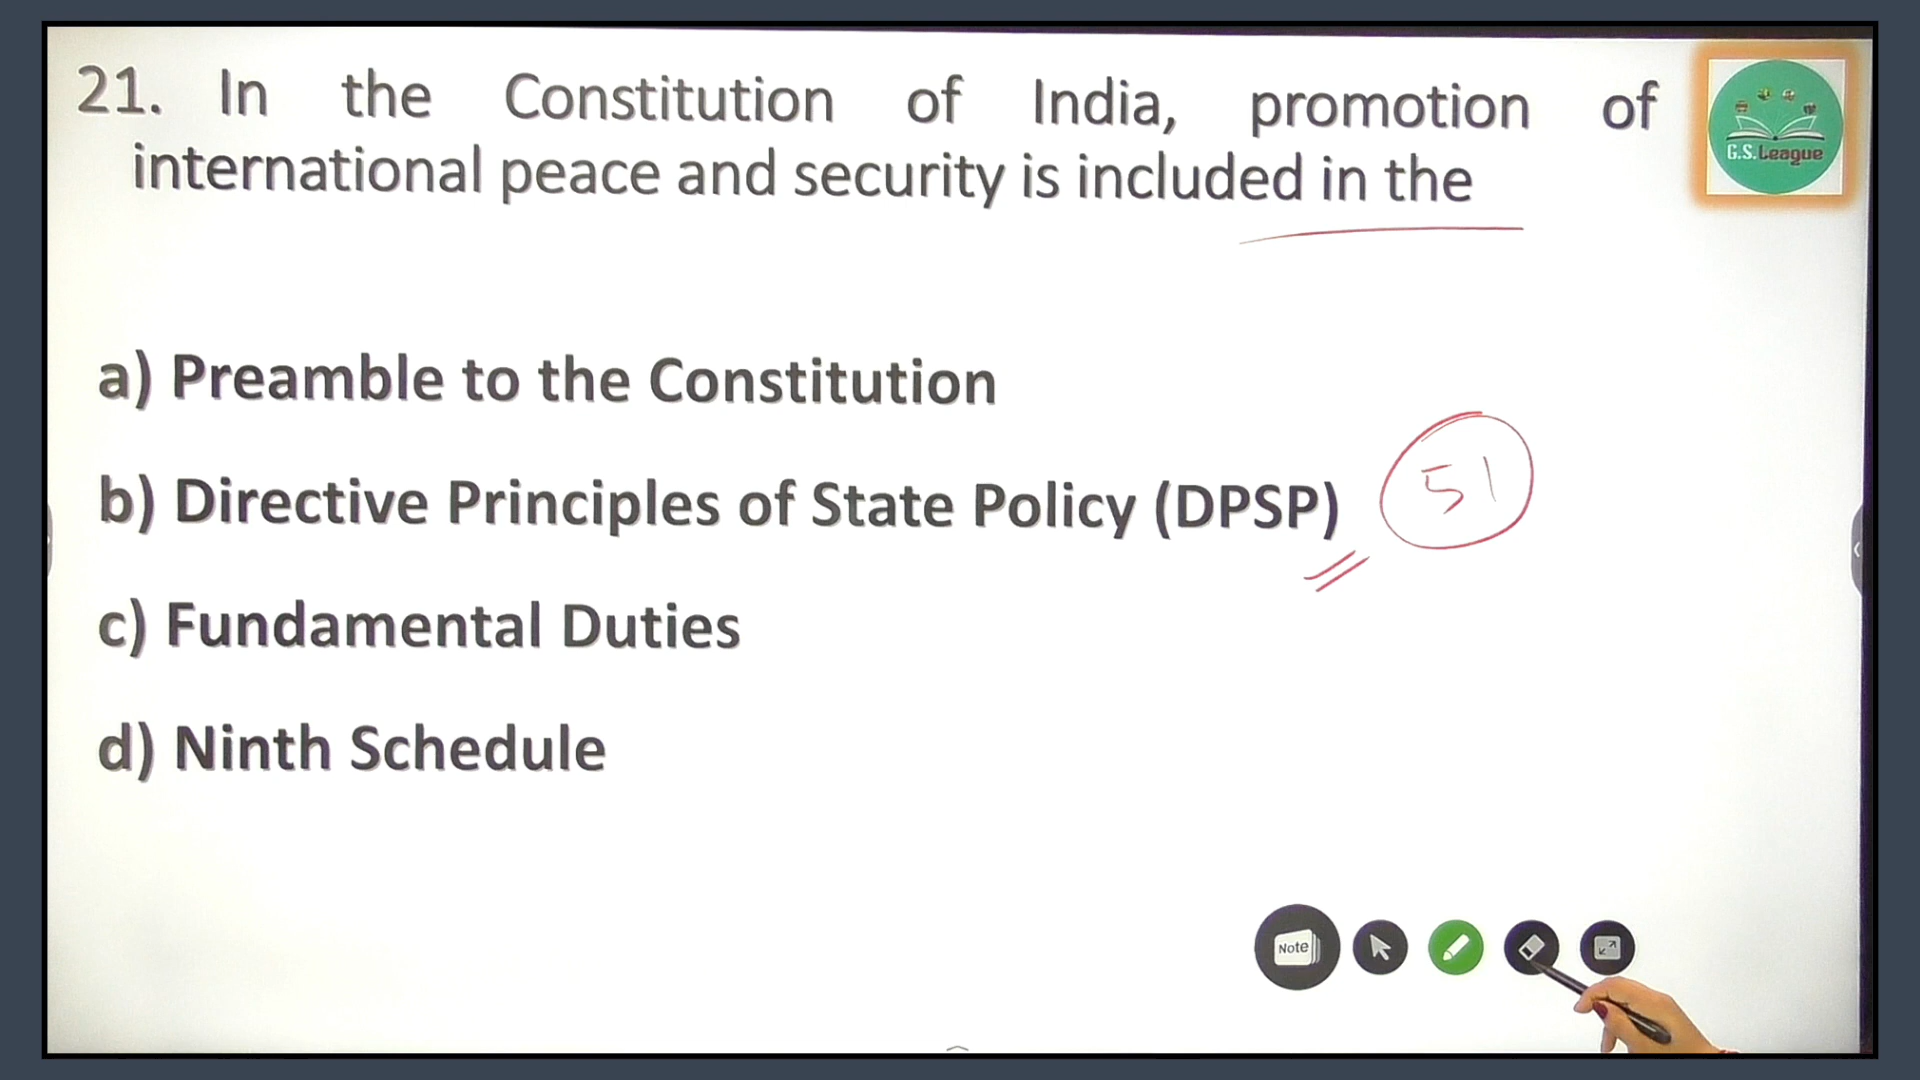 21. In the Constitution of India, promotion of
international peace and security is included in the
G.S.League
a) Preamble to the Constitution
b) Directive Principles of State Policy (DPSP)
51
c) Fundamental Duties
d) Ninth Schedule
Note